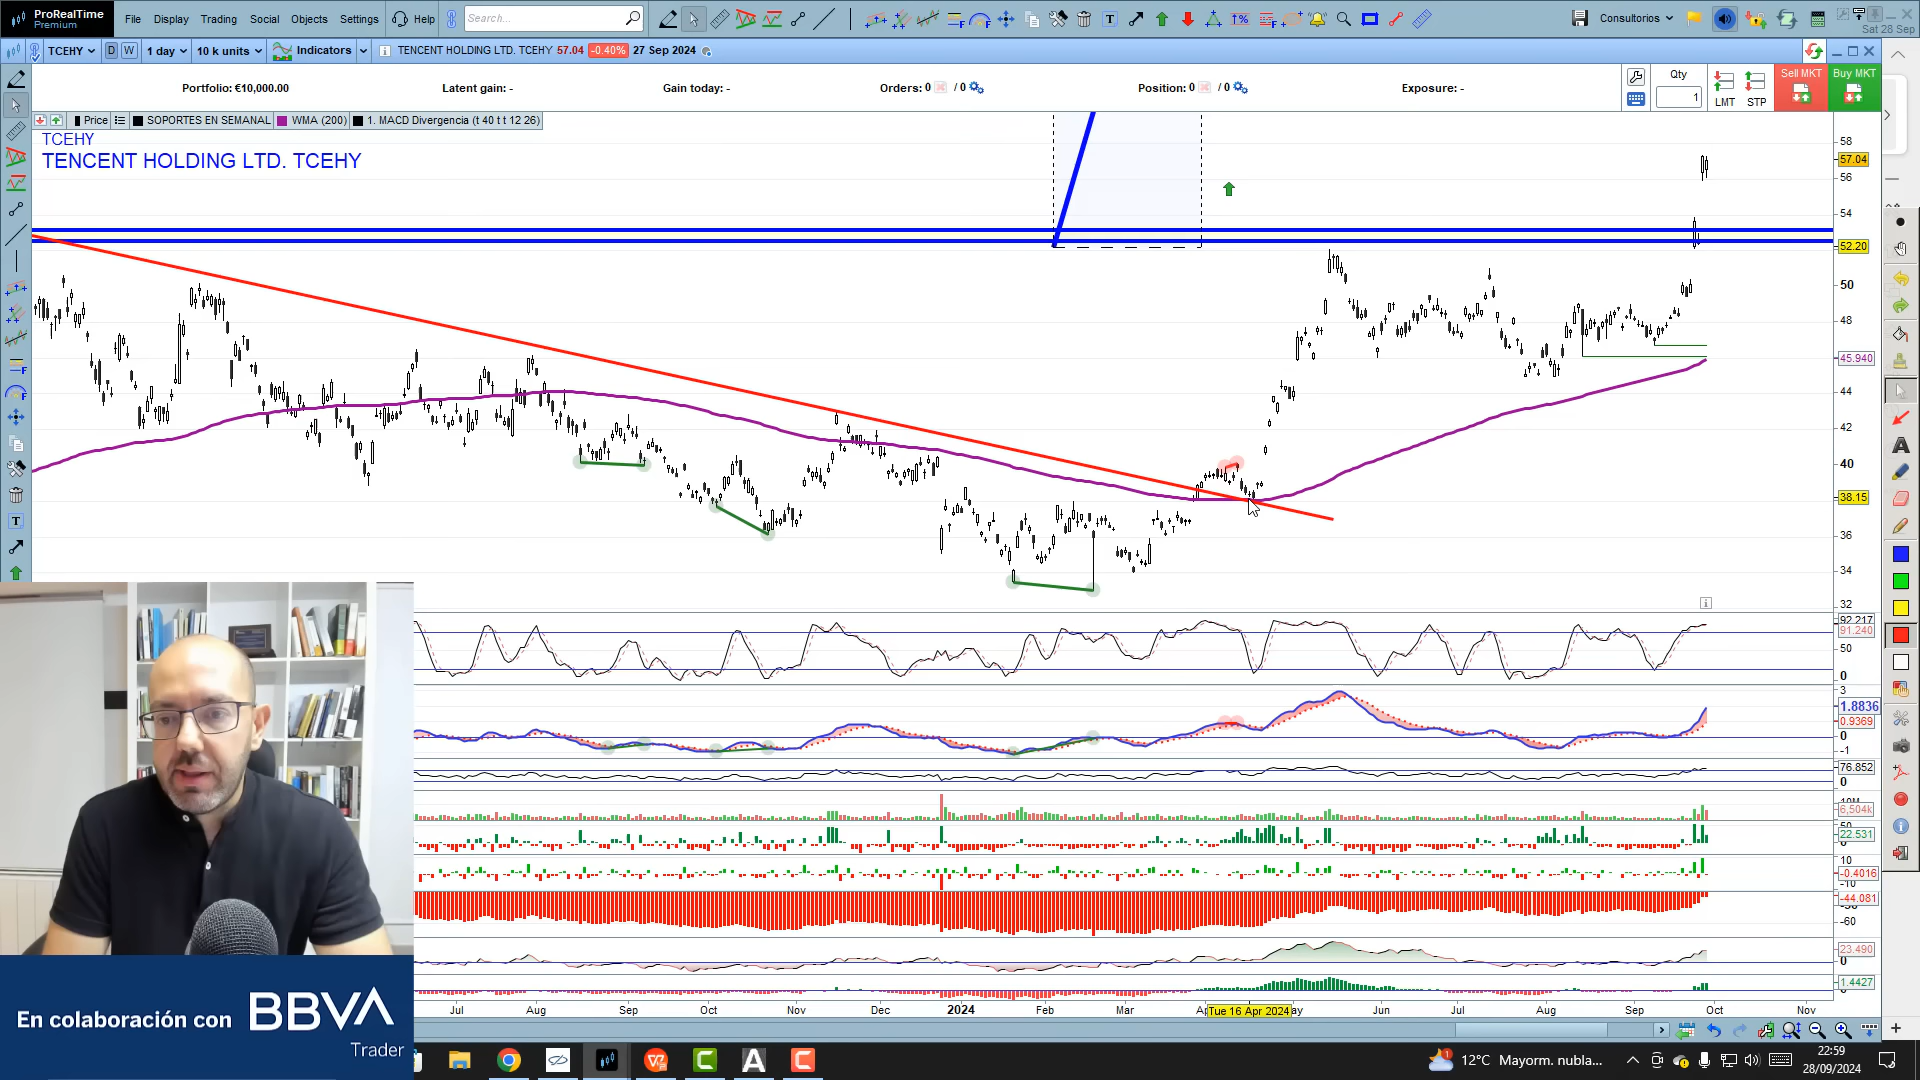 ProRealTime
Premium
File Display Trading Social Objects Settings Help Search... Consultorios
Sat 28 Sep
TCEHY D W 1 day 10 k units Indicators TENCENT HOLDING LTD. TCEHY 57.04 -0.40% 27 Sep 2024
Portfolio: €10,000.00 Latent gain: - Gain today: - Orders: 0 / 0 Position: 0 / 0 Exposure: -
Qty
1
LMT STP
Sell MKT Buy MKT
Price SOPORTES EN SEMANAL WMA (200) 1. MACD Divergencia (t 40 t t 12 26)
TCEHY
TENCENT HOLDING LTD. TCEHY
58
57.04
56
54
52.20
50
48
45.940
44
42
40
38.15
36
34
32
92.217
91.240
50
0
3
1.8836
0.9369
0
-1
76.852
0
6,504k
50
22.531
10
-0.4016
-10
-44.081
-60
23.490
0
1.4427
Jul Aug Sep Oct Nov Dec 2024 Feb Mar Tue 16 Apr 2024 Jun Jul Aug Sep Oct Nov
En colaboración con BBVA
Trader
12°C Mayorm. nubla...
22:59
28/09/2024